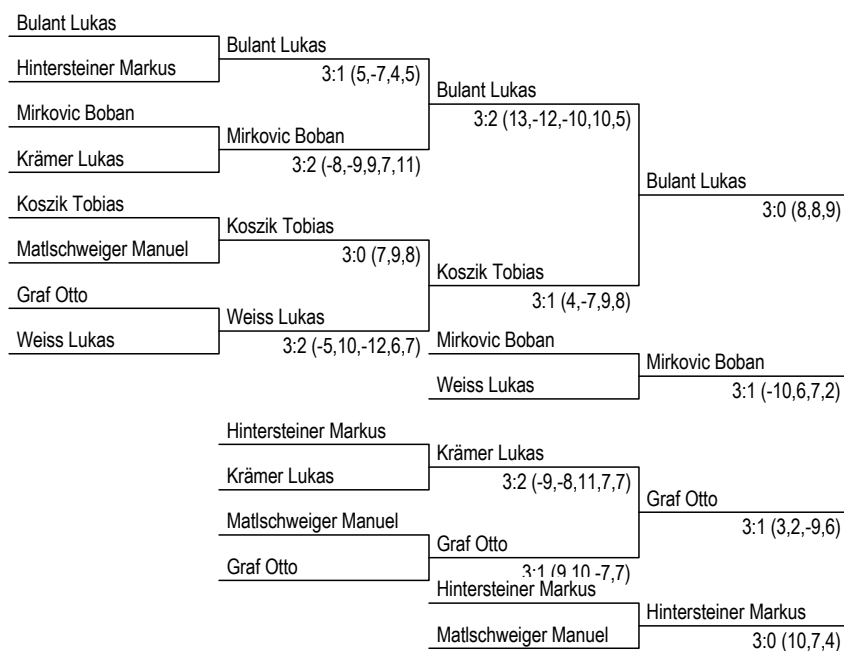 Bulant Lukas
Bulant Lukas
Hintersteiner Markus
3:1 (5,-7,4,5)
Bulant Lukas
Mirkovic Boban
3:2 (13,-12,-10,10,5)
Mirkovic Boban
Krämer Lukas
3:2 (-8,-9,9,7,11)
Bulant Lukas
Koszik Tobias
3:0 (8,8,9)
Koszik Tobias
Matlschweiger Manuel
3:0 (7,9,8)
Koszik Tobias
Graf Otto
3:1 (4,-7,9,8)
Weiss Lukas
Weiss Lukas
3:2 (-5,10,-12,6,7)
Mirkovic Boban
Mirkovic Boban
Weiss Lukas
3:1 (-10,6,7,2)
Hintersteiner Markus
Krämer Lukas
Krämer Lukas
3:2 (-9,-8,11,7,7)
Graf Otto
Matlschweiger Manuel
3:1 (3,2,-9,6)
Graf Otto
Graf Otto
3:1 (9,10,-7,7)
Hintersteiner Markus
Hintersteiner Markus
Matlschweiger Manuel
3:0 (10,7,4)